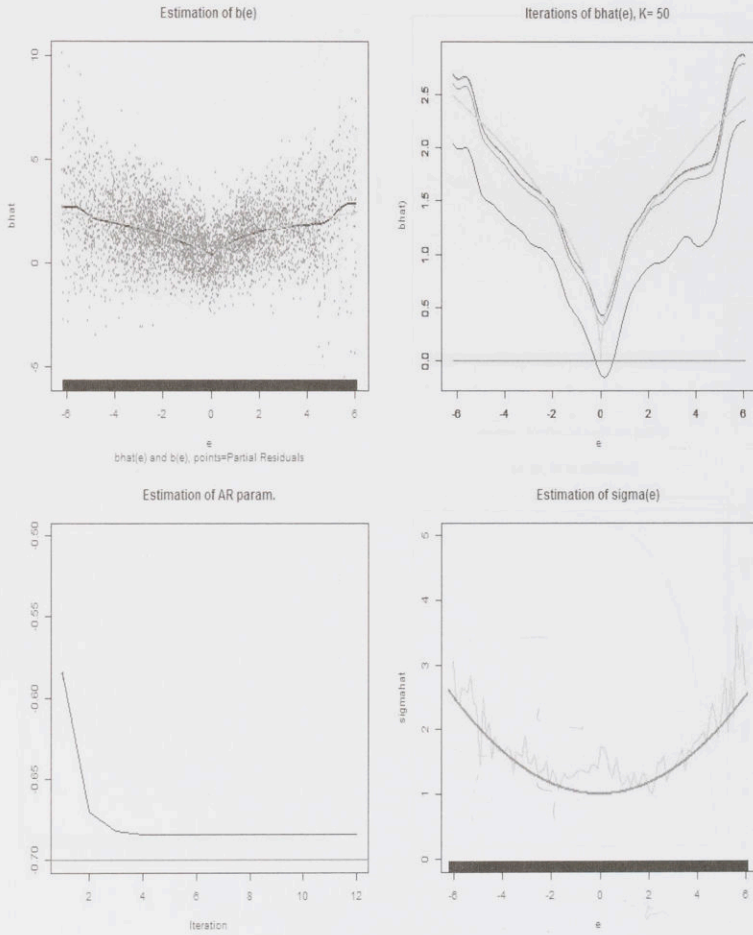 Estimation of b(e)
bhat
10
5
0
-5
-6 -4 -2 0 2 4 6
e
bhat(e) and b(e), points=Partial Residuals
Iterations of bhat(e), K= 50
bhat)
2.5
2.0
1.5
1.0
0.5
0.0
-6 -4 -2 0 2 4 6
e
Estimation of AR param.
-0.50
-0.55
-0.60
-0.65
-0.70
2 4 6 8 10 12
Iteration
Estimation of sigma(e)
sigmahat
5
4
3
2
1
0
-6 -4 -2 0 2 4 6
e